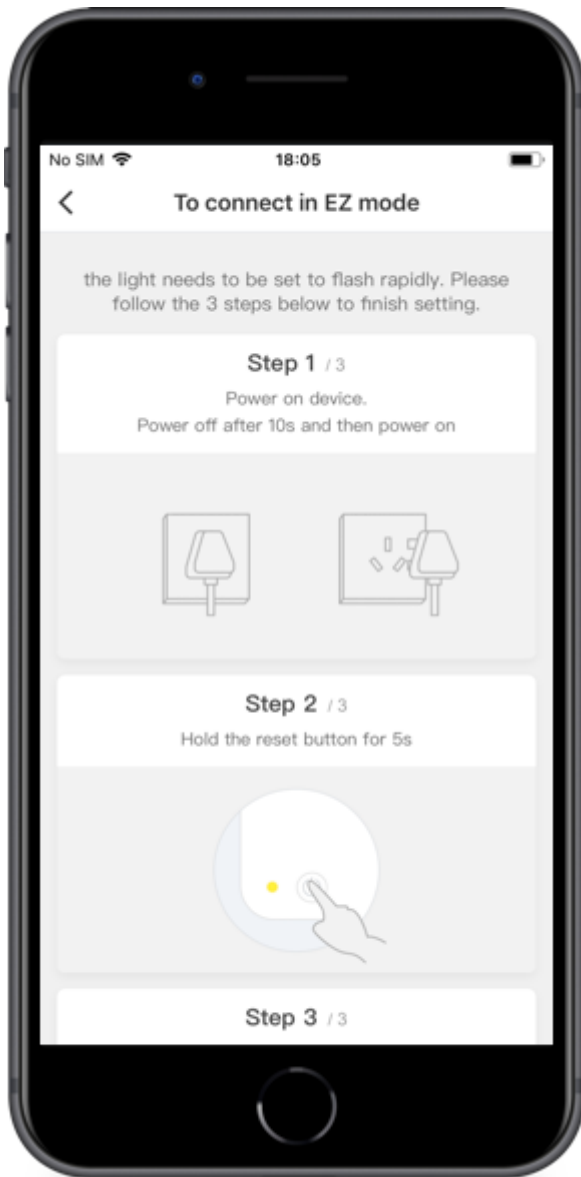 No SIM 18:05
To connect in EZ mode
the light needs to be set to flash rapidly. Please
follow the 3 steps below to finish setting.
Step 1 / 3
Power on device.
Power off after 10s and then power on
Step 2 / 3
Hold the reset button for 5s
Step 3 / 3